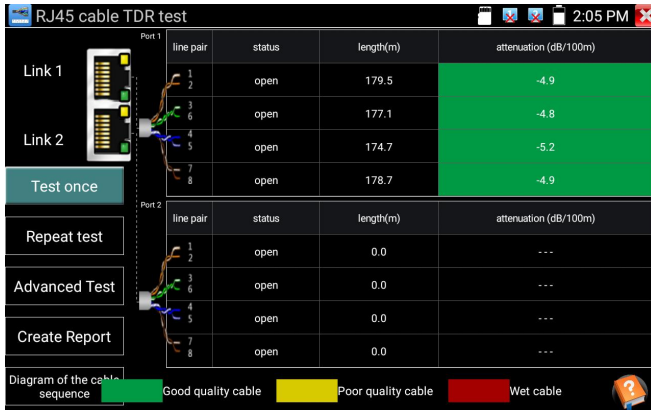 RJ45 cable TDR test
2:05 PM
Link 1
Link 2
Test once
Repeat test
Advanced Test
Create Report
Diagram of the cable
sequence
Port 1
line pair status length(m) attenuation (dB/100m)
1 2 open 179.5 -4.9
3 6 open 177.1 -4.8
4 5 open 174.7 -5.2
7 8 open 178.7 -4.9
Port 2
line pair status length(m) attenuation (dB/100m)
1 2 open 0.0 ---
3 6 open 0.0 ---
4 5 open 0.0 ---
7 8 open 0.0 ---
Good quality cable Poor quality cable Wet cable
?